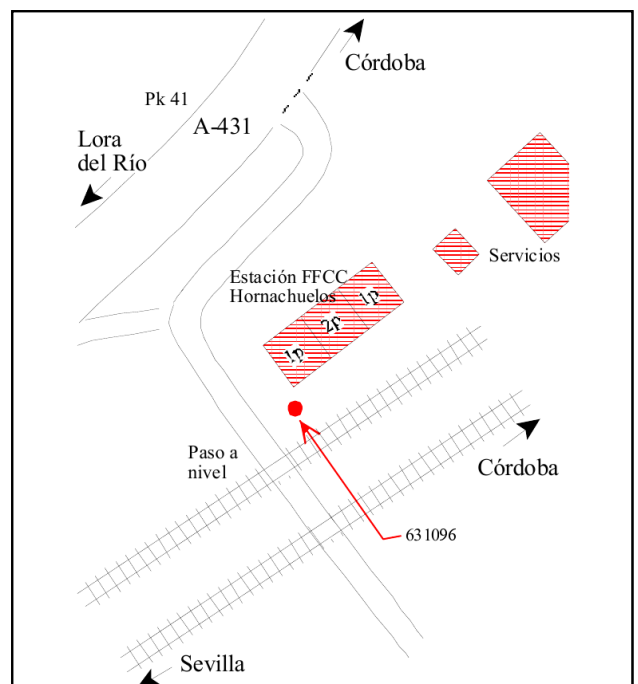 Córdoba
Pk 41
A-431
Lora
del Río
Servicios
Estación FFCC
Hornachuelos
1p
2p
1p
Paso a
nivel
Córdoba
631096
Sevilla